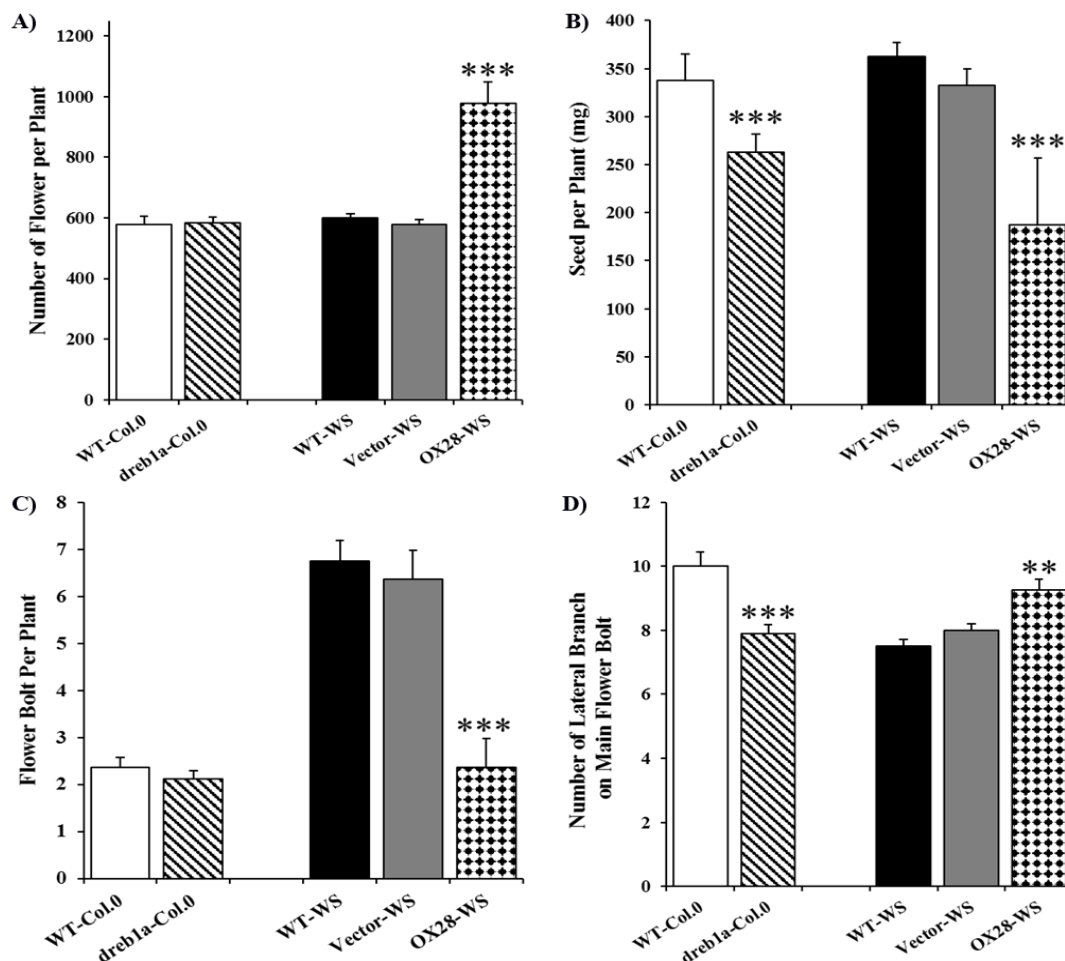 A)
Number of Flower per Plant
1200
1000
800
600
400
200
0
***
WT-Col.0
dreb1a-Col.0
WT-WS
Vector-WS
OX28-WS
B)
Seed per Plant (mg)
400
350
300
250
200
150
100
50
0
***
***
WT-Col.0
dreb1a-Col.0
WT-WS
Vector-WS
OX28-WS
C)
Flower Bolt Per Plant
8
7
6
5
4
3
2
1
0
***
WT-Col.0
dreb1a-Col.0
WT-WS
Vector-WS
OX28-WS
D)
Number of Lateral Branch
on Main Flower Bolt
12
10
8
6
4
2
0
***
**
WT-Col.0
dreb1a-Col.0
WT-WS
Vector-WS
OX28-WS